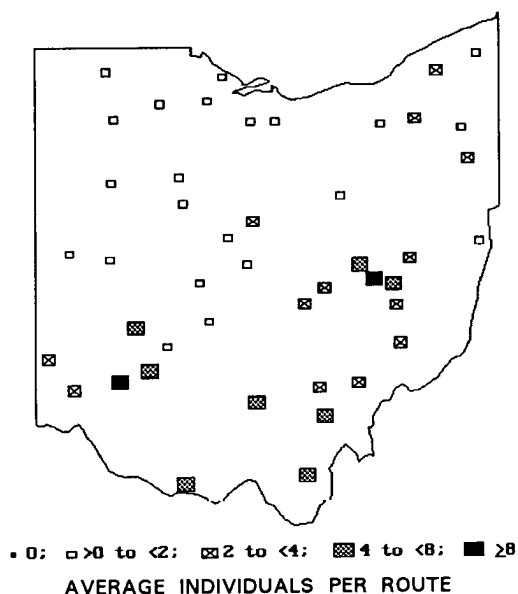 0; >0 to <2; 2 to <4; 4 to <8; ≥8
AVERAGE INDIVIDUALS PER ROUTE